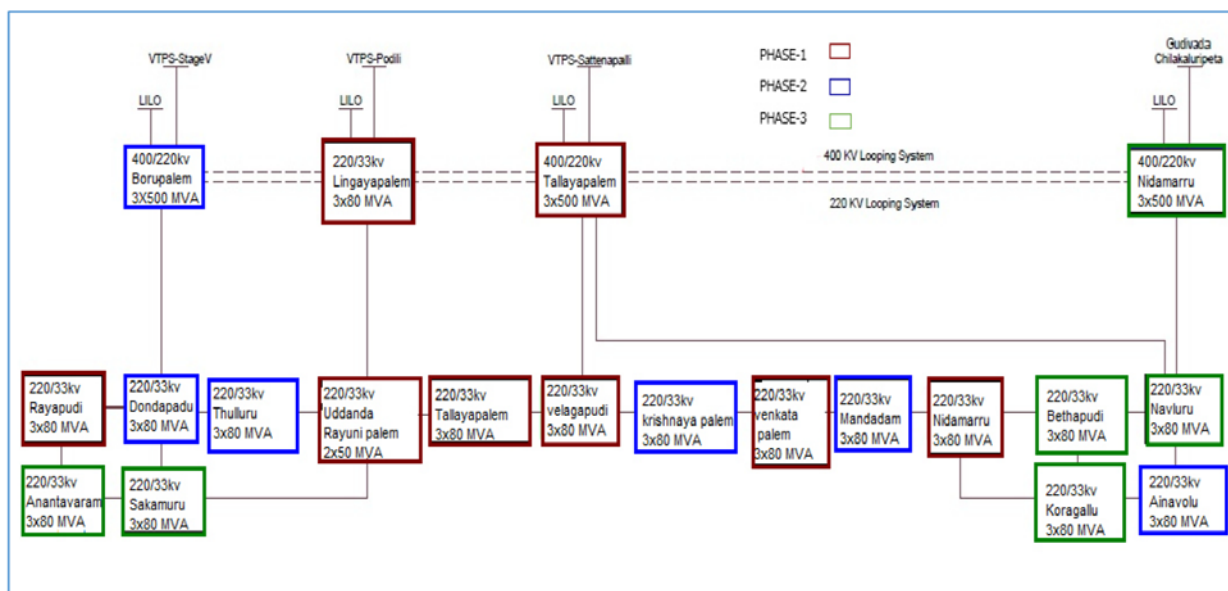 VTPS-StageV
LILO
VTPS-Podili
LILO
VTPS-Sattenapalli
LILO
PHASE-1
PHASE-2
PHASE-3
Gudivada
Chilakaluripeta
LILO
400/220kv
Borupalem
3X500 MVA
220/33kv
Lingayapalem
3x80 MVA
400/220kv
Tallayapalem
3x500 MVA
400 KV Looping System
220 KV Looping System
400/220kv
Nidamarru
3x500 MVA
220/33kv
Rayapudi
3x80 MVA
220/33kv
Dondapadu
3x80 MVA
220/33kv
Thulluru
3x80 MVA
220/33kv
Uddanda
Rayuni palem
2x50 MVA
220/33kv
Tallayapalem
3x80 MVA
220/33kv
velagapudi
3x80 MVA
220/33kv
krishnaya palem
3x80 MVA
220/33kv
venkata
palem
3x80 MVA
220/33kv
Mandadam
3x80 MVA
220/33kv
Nidamarru
3x80 MVA
220/33kv
Bethapudi
3x80 MVA
220/33kv
Navluru
3x80 MVA
220/33kv
Anantavaram
3x80 MVA
220/33kv
Sakamuru
3x80 MVA
220/33kv
Koragallu
3x80 MVA
220/33kv
Ainavolu
3x80 MVA